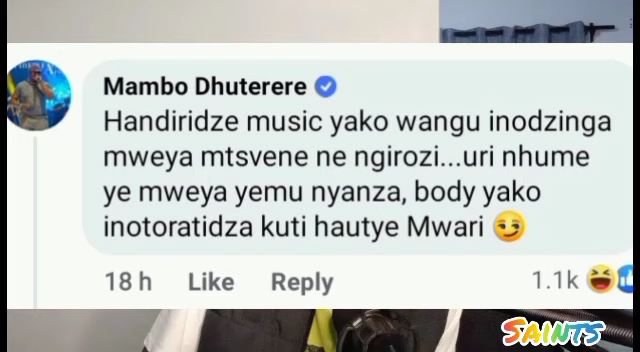 Mambo Dhuterere
Handiridze music yako wangu inodzinga
mweya mtsvene ne ngirozi...uri nhume
ye mweya yemu nyanza, body yako
inotoratidza kuti hautye Mwari 😏
18 h Like Reply 1.1k
SAINTS